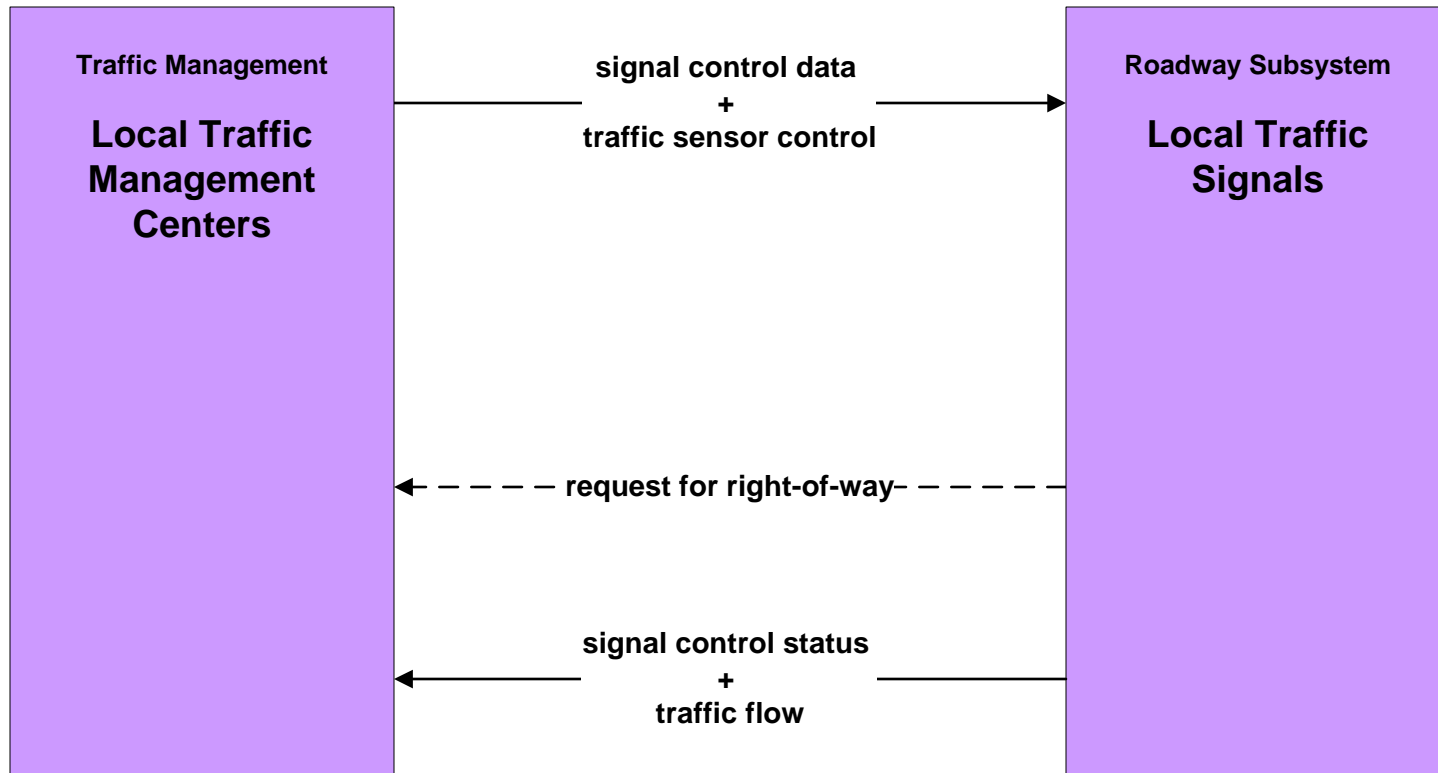 Traffic Management
Local Traffic
Management
Centers
signal control data
+
traffic sensor control
Roadway Subsystem
Local Traffic
Signals
request for right-of-way
signal control status
+
traffic flow